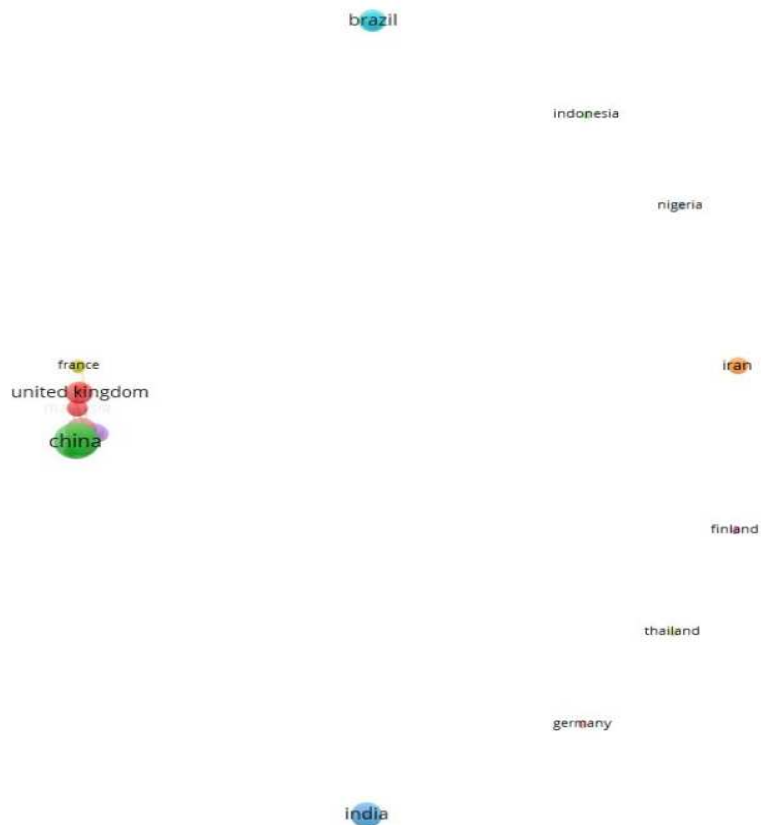 brazil
indonesia
nigeria
france
iran
united kingdom
china
finland
thailand
germany
india